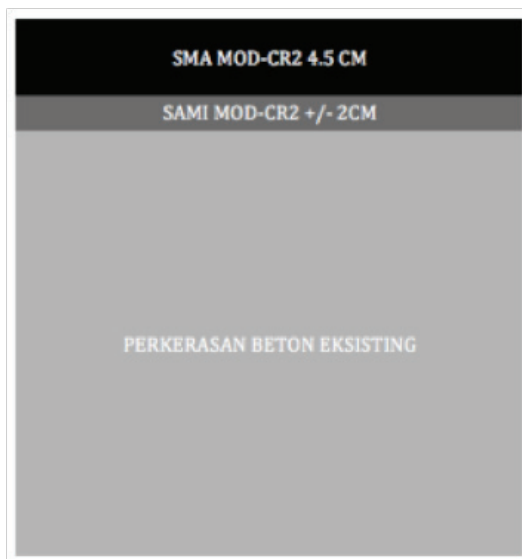 SMA MOD-CR2 4.5 CM
SAMI MOD-CR2 +/- 2CM
PERKERASAN BETON EKSISTING